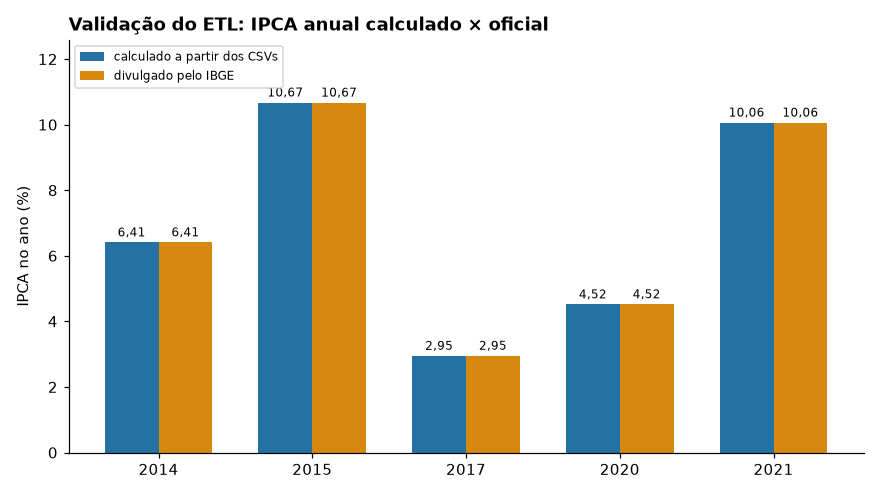 Validação do ETL: IPCA anual calculado × oficial
calculado a partir dos CSVs
divulgado pelo IBGE
IPCA no ano (%)
12
10
8
6
4
2
0
6,41 6,41
10,67 10,67
2,95 2,95
4,52 4,52
10,06 10,06
2014 2015 2017 2020 2021